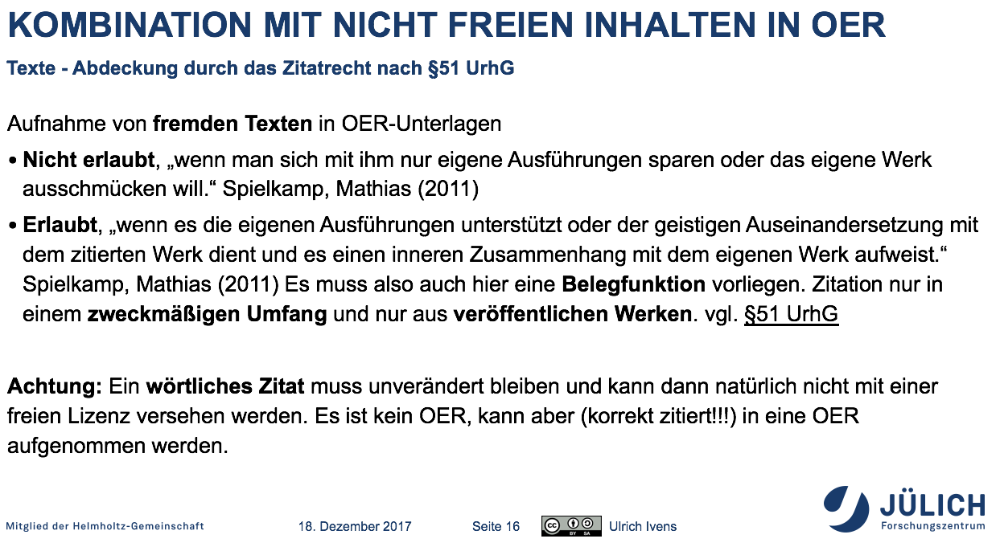 KOMBINATION MIT NICHT FREIEN INHALTEN IN OER
Texte - Abdeckung durch das Zitatrecht nach §51 UrhG
Aufnahme von fremden Texten in OER-Unterlagen
• Nicht erlaubt, „wenn man sich mit ihm nur eigene Ausführungen sparen oder das eigene Werk
ausschmücken will.“ Spielkamp, Mathias (2011)
• Erlaubt, „wenn es die eigenen Ausführungen unterstützt oder der geistigen Auseinandersetzung mit
dem zitierten Werk dient und es einen inneren Zusammenhang mit dem eigenen Werk aufweist.“
Spielkamp, Mathias (2011) Es muss also auch hier eine Belegfunktion vorliegen. Zitation nur in
einem zweckmäßigen Umfang und nur aus veröffentlichen Werken. vgl. §51 UrhG
Achtung: Ein wörtliches Zitat muss unverändert bleiben und kann dann natürlich nicht mit einer
freien Lizenz versehen werden. Es ist kein OER, kann aber (korrekt zitiert!!!) in eine OER
aufgenommen werden.
Mitglied der Helmholtz-Gemeinschaft
18. Dezember 2017
Seite 16
cc BY SA
Ulrich Ivens
JÜLICH
Forschungszentrum